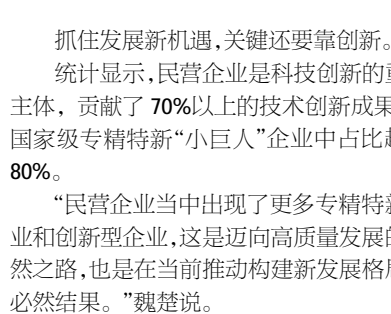 抓住发展新机遇,关键还要靠创新。
统计显示,民营企业是科技创新的重
主体，贡献了70%以上的技术创新成果
国家级专精特新“小巨人”企业中占比超
80%。
“民营企业当中出现了更多专精特新
业和创新型企业,这是迈向高质量发展的
然之路,也是在当前推动构建新发展格局
必然结果。”魏楚说。